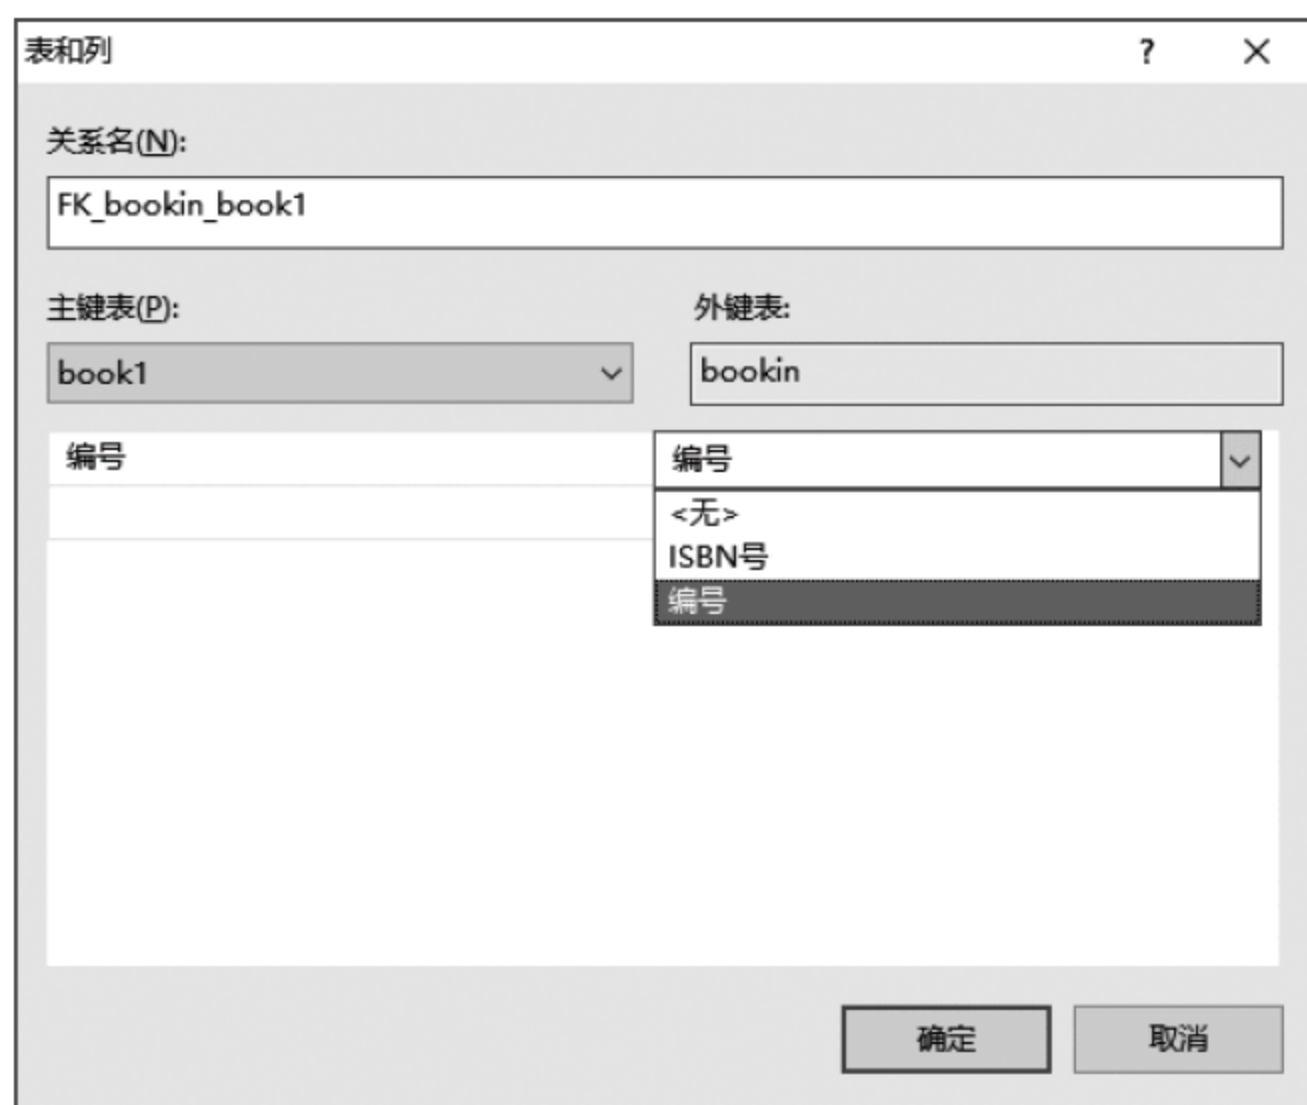 表和列
?
关系名(N):
FK_bookin_book1
主键表(P):
外键表:
book1
bookin
编号
编号
<无>
ISBN号
编号
确定
取消